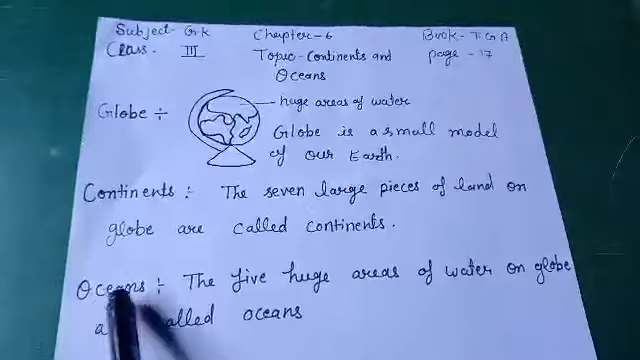 Subject- G.K Chapter-6 Book- T.G.A
Class- III Topic- Continents and page - 17
Oceans
huge areas of water
Globe ÷ Globe is a small model
of our Earth.
Continents :- The seven large pieces of land on
globe are called continents.
Oceans :- The five huge areas of water on globe
called oceans